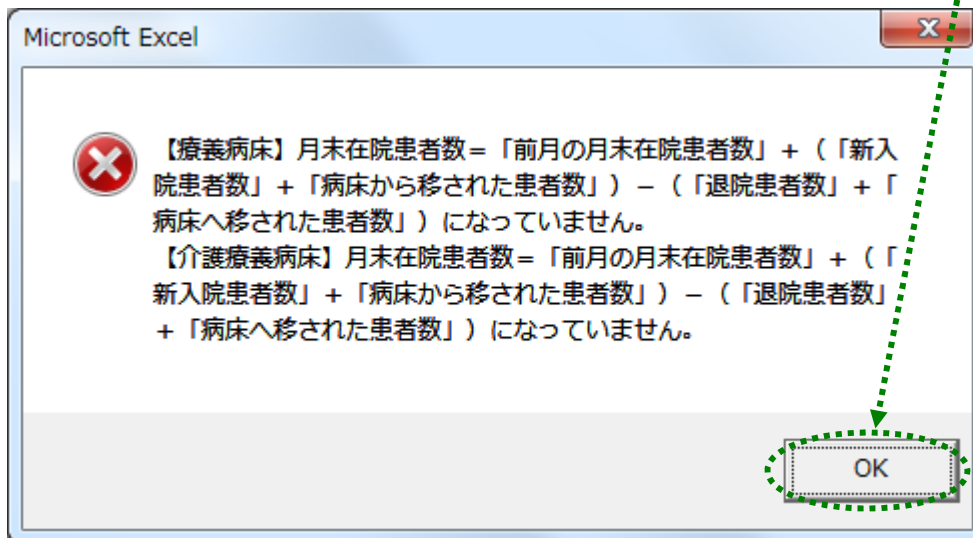 Microsoft Excel
【療養病床】月末在院患者数=「前月の月末在院患者数」+(「新入
院患者数」+「病床から移された患者数」)-(「退院患者数」+「
病床へ移された患者数」)になっていません。
【介護療養病床】月末在院患者数=「前月の月末在院患者数」+(「
新入院患者数」+「病床から移された患者数」)-(「退院患者数」
+「病床へ移された患者数」)になっていません。
OK